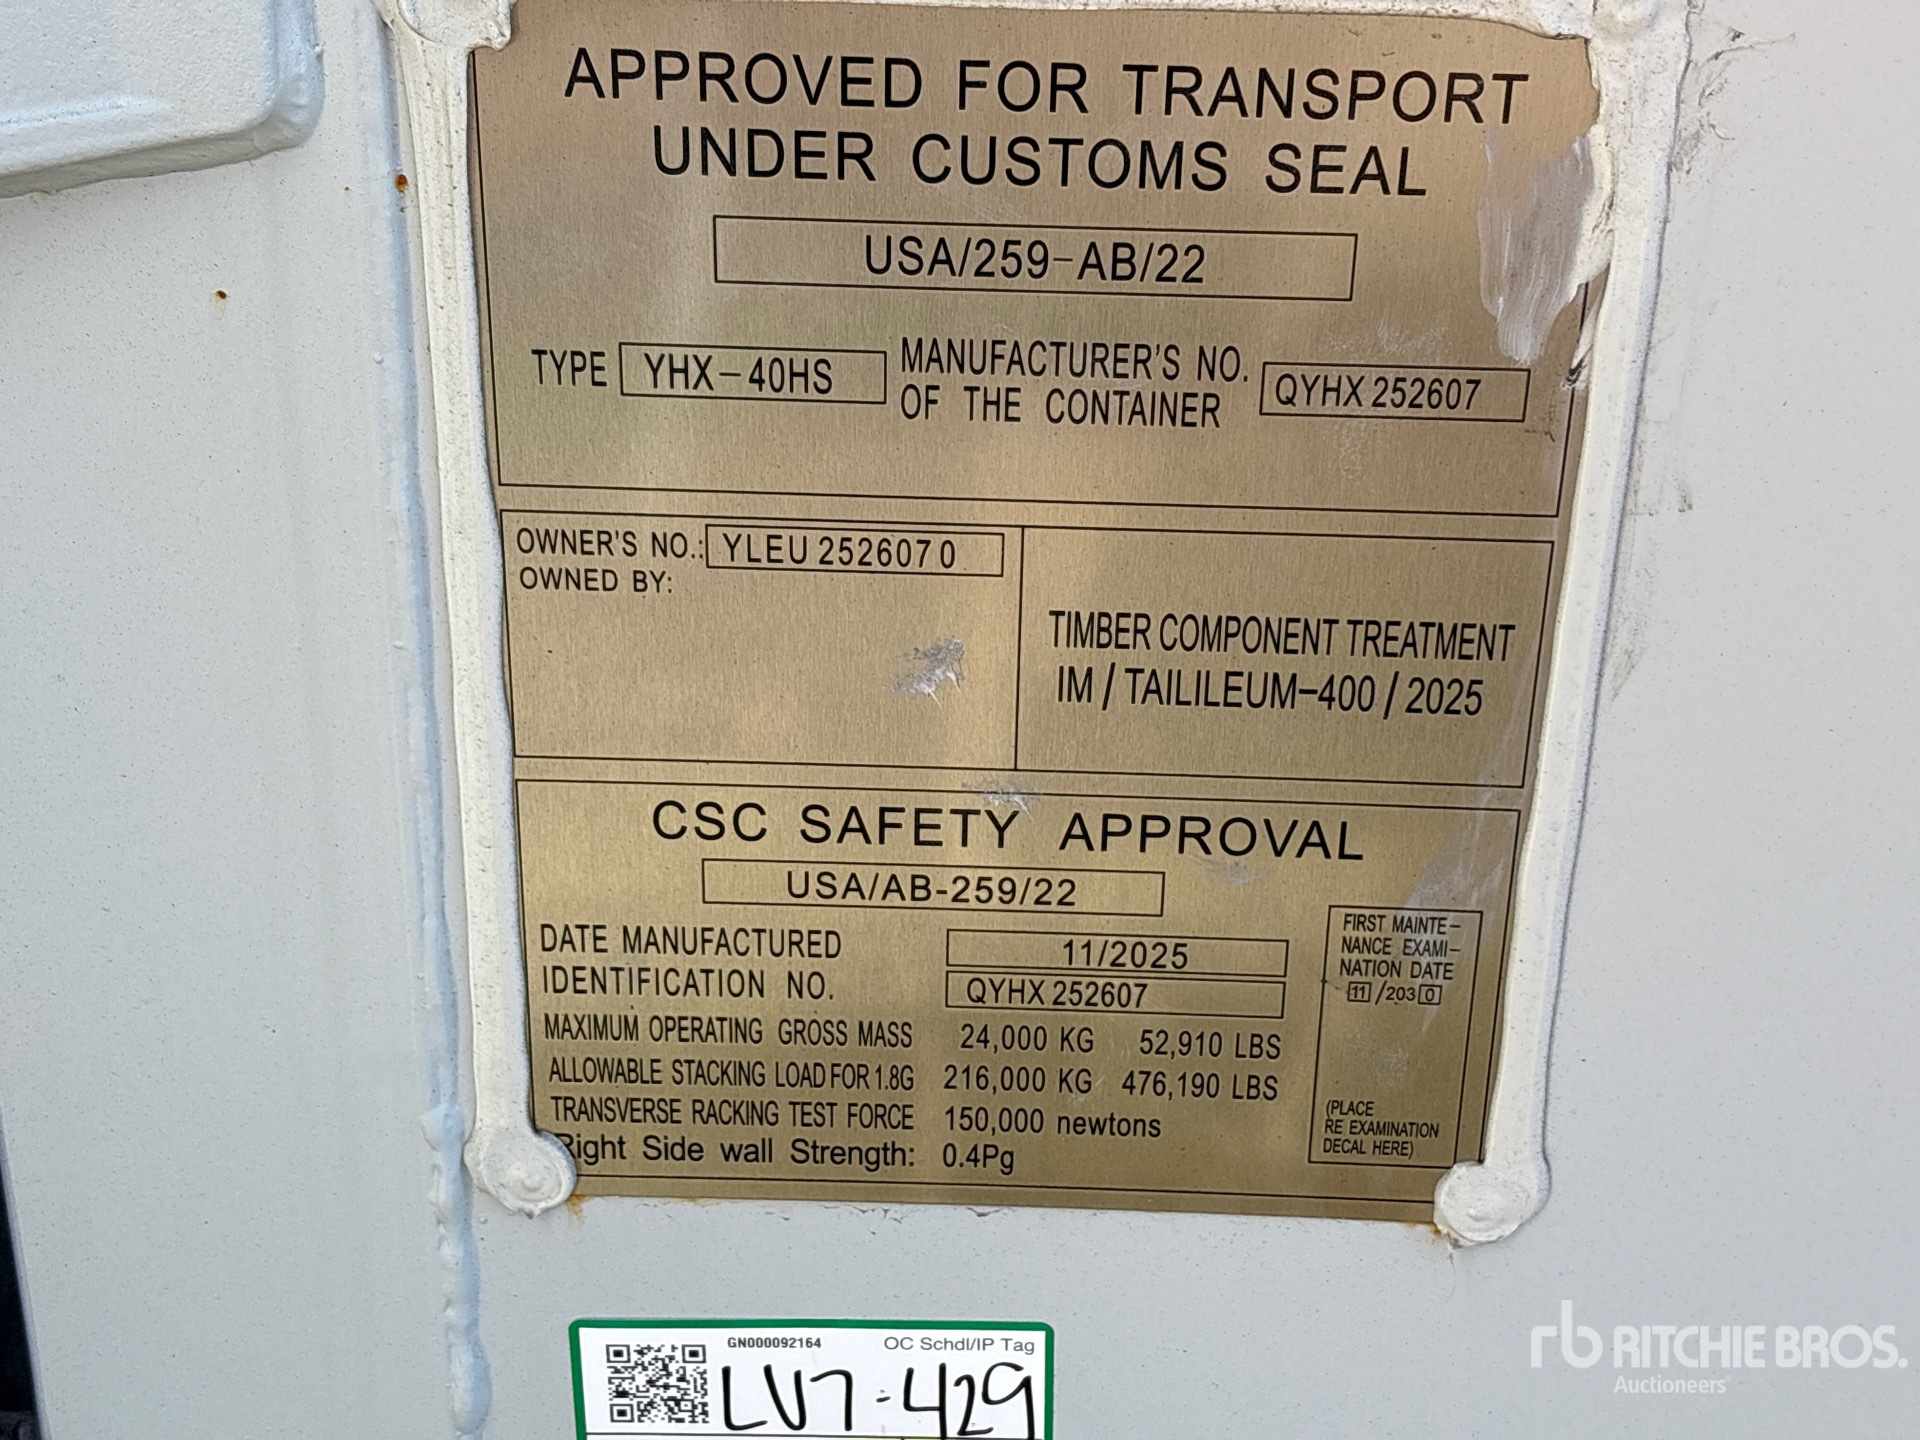 APPROVED FOR TRANSPORT
UNDER CUSTOMS SEAL
USA/259-AB/22
TYPE YHX-40HS MANUFACTURER'S NO. OF THE CONTAINER QYHX 252607
OWNER'S NO.: YLEU 252607 0
OWNED BY:
TIMBER COMPONENT TREATMENT
IM / TAILILEUM-400 / 2025
CSC SAFETY APPROVAL
USA/AB-259/22
DATE MANUFACTURED 11/2025
IDENTIFICATION NO. QYHX 252607
MAXIMUM OPERATING GROSS MASS 24,000 KG 52,910 LBS
ALLOWABLE STACKING LOAD FOR 1.8G 216,000 KG 476,190 LBS
TRANSVERSE RACKING TEST FORCE 150,000 newtons
Right Side wall Strength: 0.4Pg
FIRST MAINTE-
NANCE EXAMI-
NATION DATE
11/2030
(PLACE
RE EXAMINATION
DECAL HERE)
GN000092164 OC Schdl/IP Tag
LV7-429
rb RITCHIE BROS.
Auctioneers